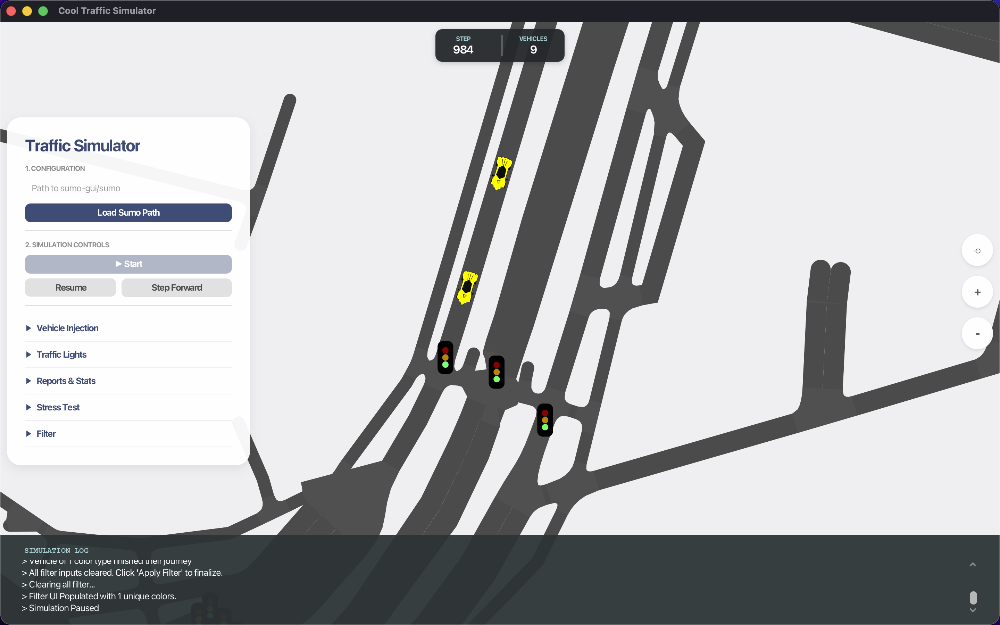 Cool Traffic Simulator
STEP
984
VEHICLES
9
Traffic Simulator
1. CONFIGURATION
Path to sumo-gui/sumo
Load Sumo Path
2. SIMULATION CONTROLS
Start
Resume
Step Forward
Vehicle Injection
Traffic Lights
Reports & Stats
Stress Test
Filter
+
-
SIMULATION LOG
> Vehicle of 1 color type finished their journey
> All filter inputs cleared. Click 'Apply Filter' to finalize.
> Clearing all filter...
> Filter UI Populated with 1 unique colors.
> Simulation Paused